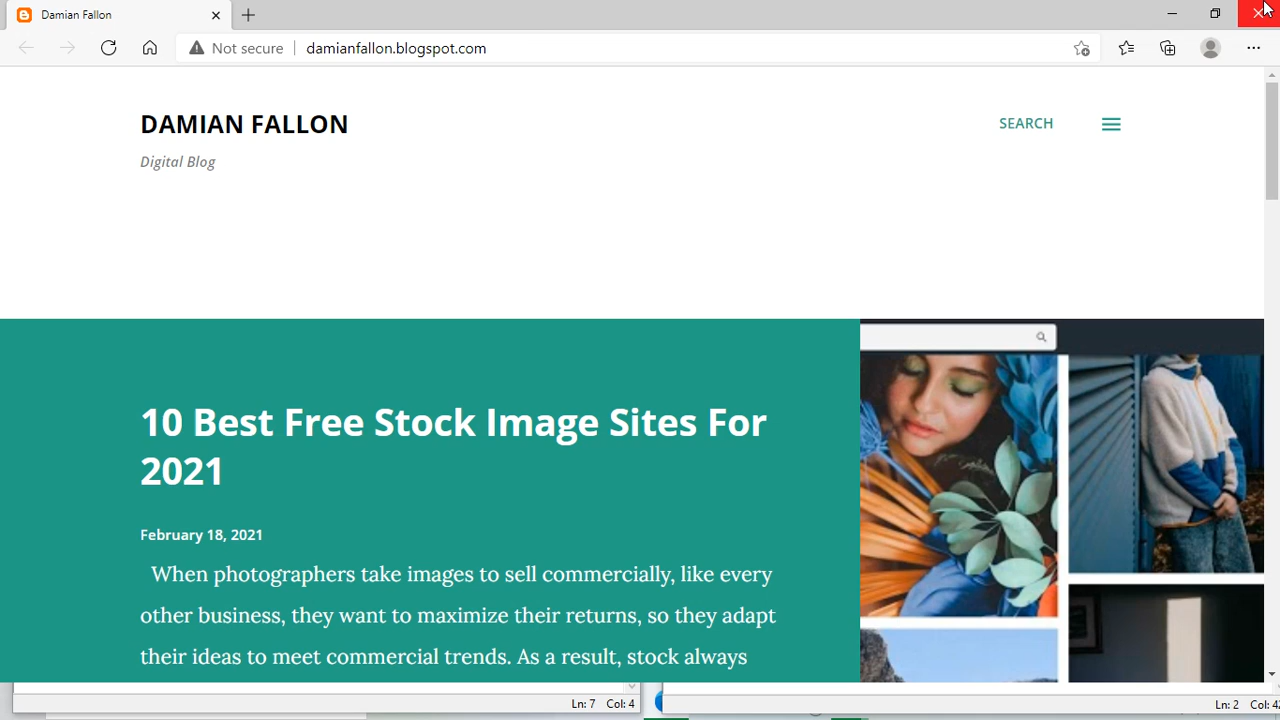 Damian Fallon
Not secure damianfallon.blogspot.com
DAMIAN FALLON
SEARCH
Digital Blog
10 Best Free Stock Image Sites For
2021
February 18, 2021
When photographers take images to sell commercially, like every
other business, they want to maximize their returns, so they adapt
their ideas to meet commercial trends. As a result, stock always
Ln: 7 Col: 4
Ln: 2 Col: 4